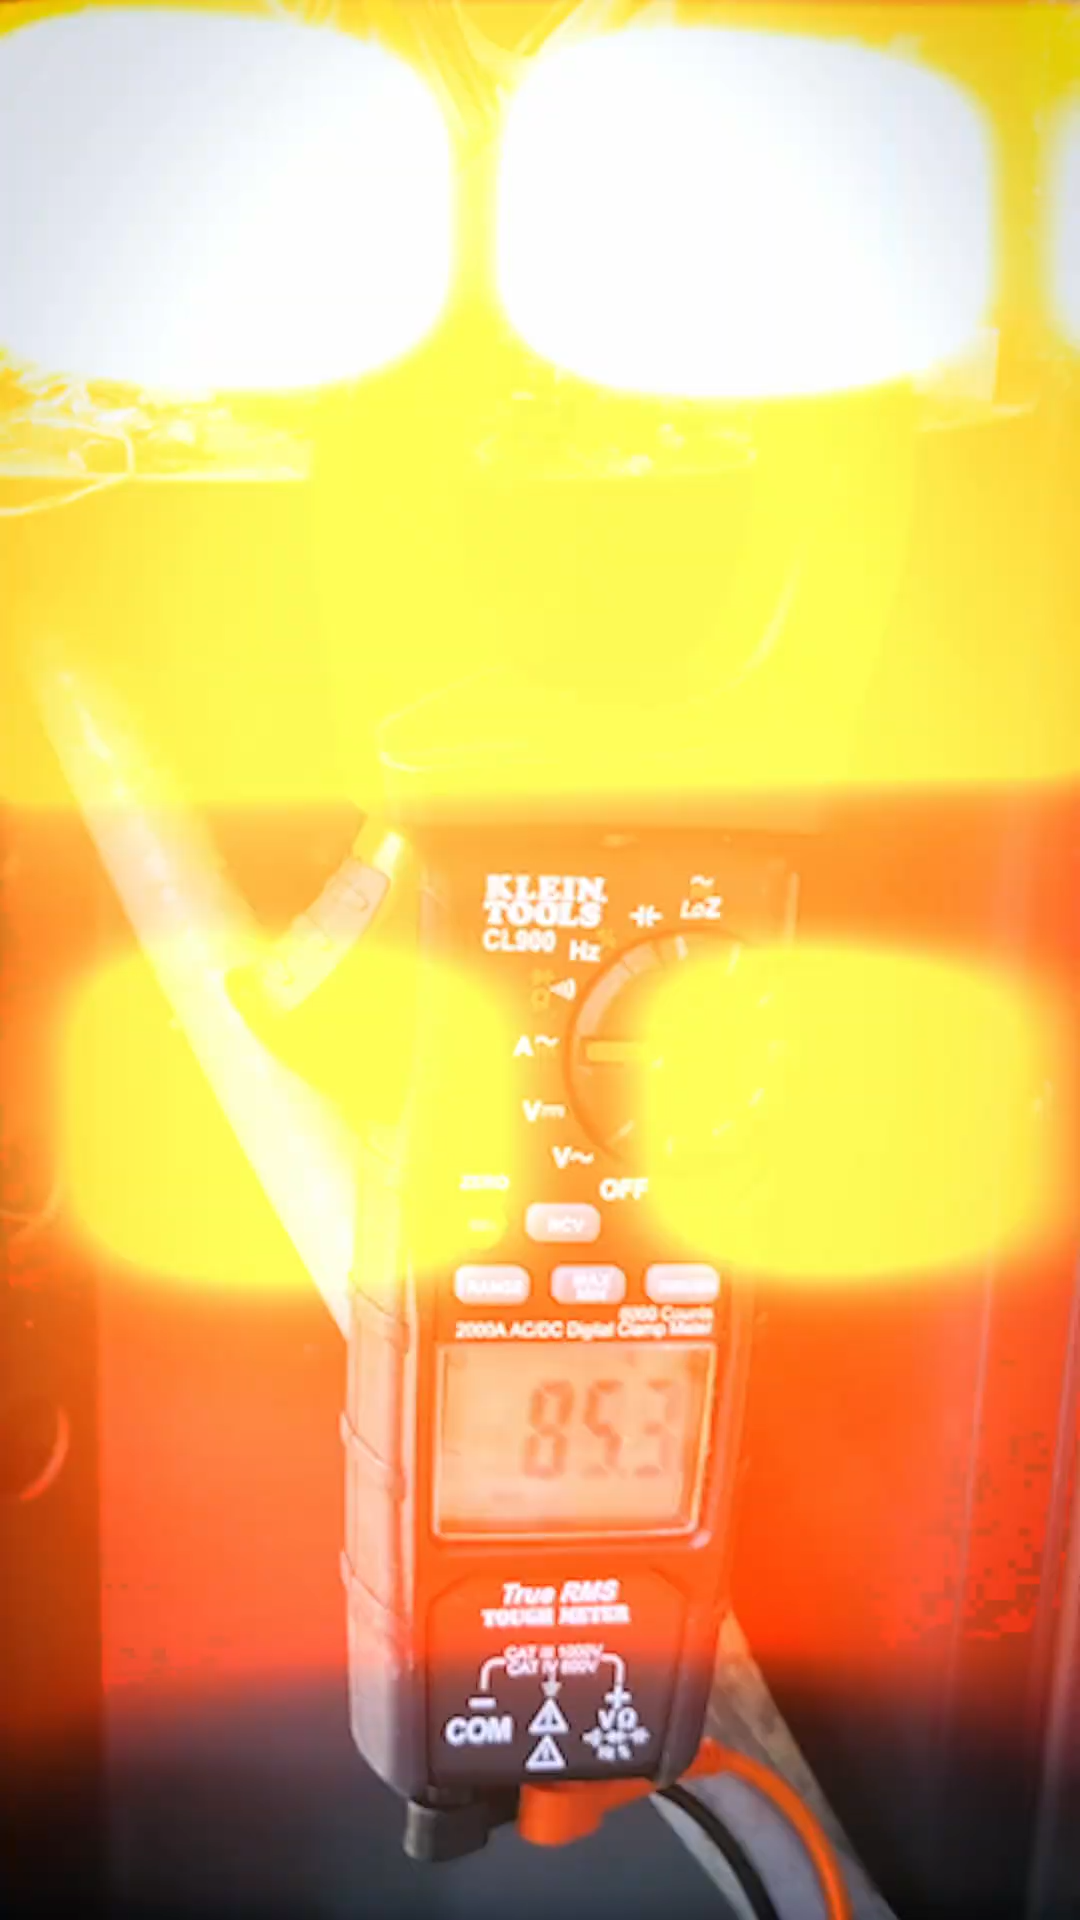 KLEIN
TOOLS
CL900
~
LoZ
Hz %
Ω
A~
V
V~
OFF
ZERO
NCV
RANGE
MAX
MIN
6000 Counts
2000A AC/DC Digital Clamp Meter
85.3
True RMS
TOUGH METER
CAT III 1000V
CAT IV 600V
− +
COM
VΩ
Hz %